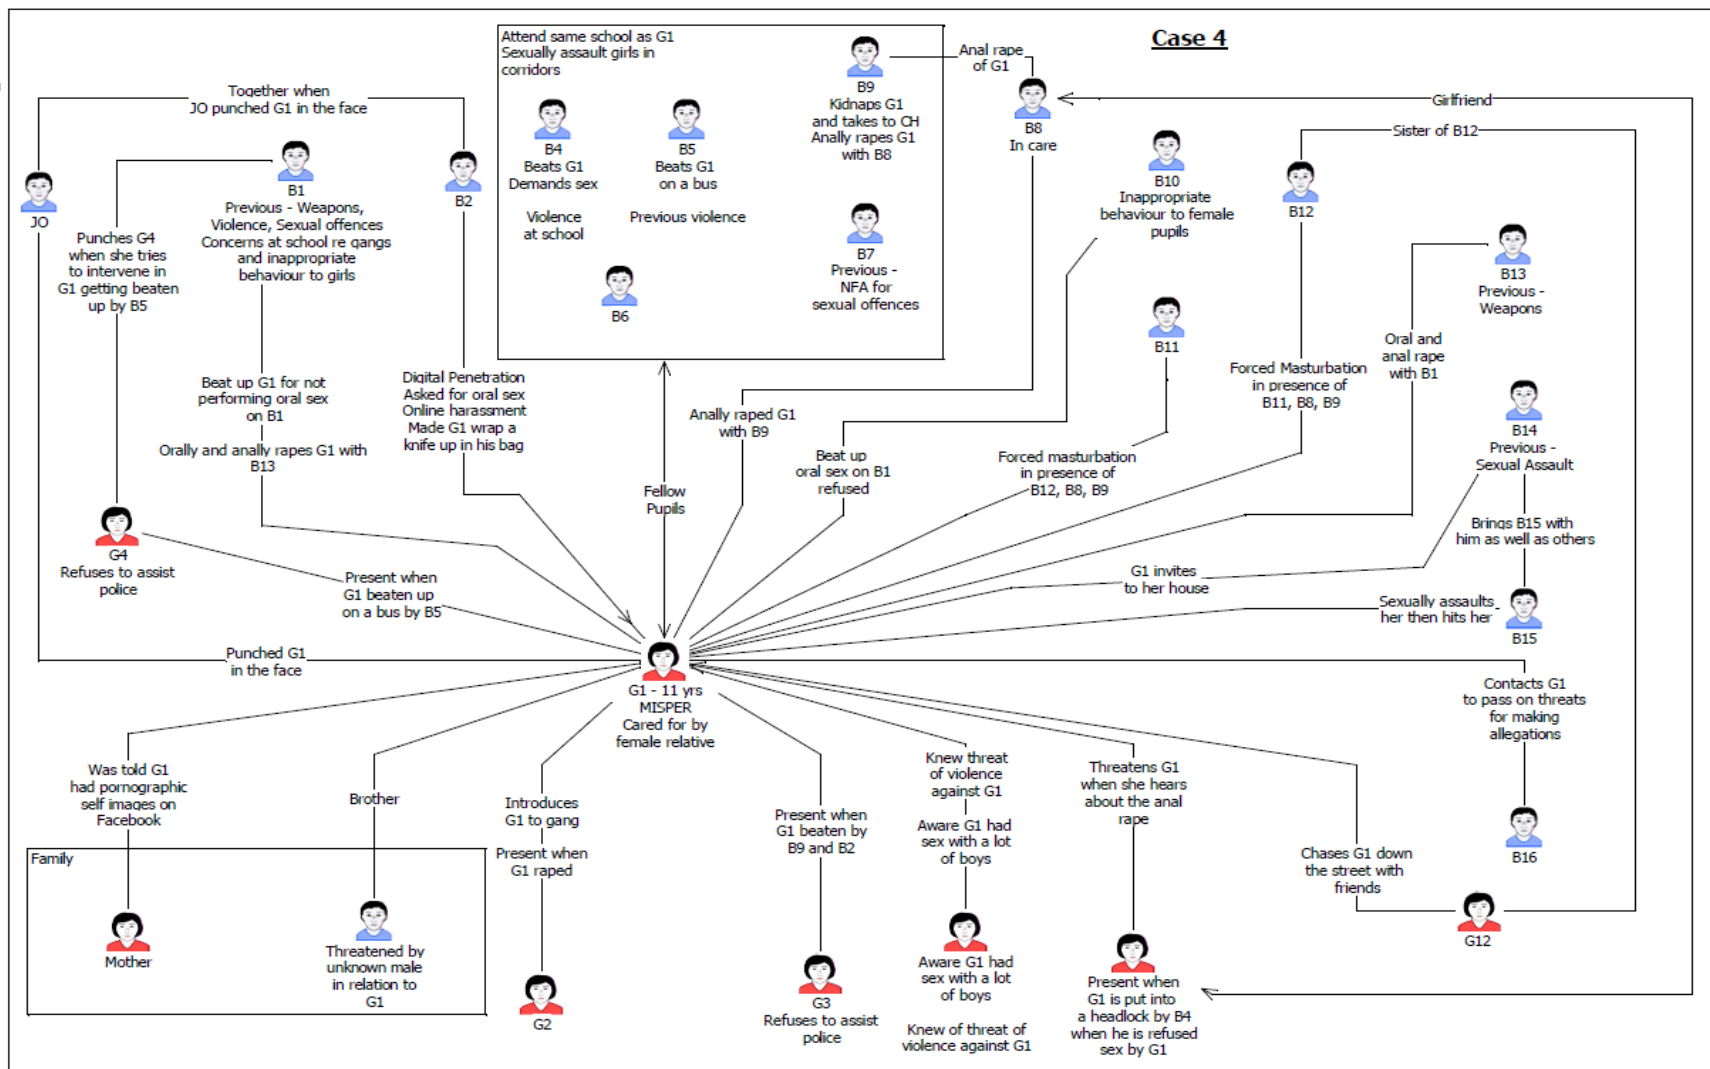 Case 4
Attend same school as G1
Sexually assault girls in
corridors
B9
Kidnaps G1
and takes to CH
Anally rapes G1
with B8
Anal rape
of G1
B8
In care
Girlfriend
Sister of B12
Together when
JO punched G1 in the face
JO
B1
Previous - Weapons,
Violence, Sexual offences
Concerns at school re gangs
and inappropriate
behaviour to girls
B2
B4
Beats G1
Demands sex
Violence
at school
B5
Beats G1
on a bus
Previous violence
B6
B7
Previous -
NFA for
sexual offences
B10
Inappropriate
behaviour to female
pupils
B12
B13
Previous -
Weapons
B11
Punches G4
when she tries
to intervene in
G1 getting beaten
up by B5
Beat up G1 for not
performing oral sex
on B1
Orally and anally rapes G1 with
B13
Digital Penetration
Asked for oral sex
Online harassment
Made G1 wrap a
knife up in his bag
Fellow
Pupils
Anally raped G1
with B9
Beat up
oral sex on B1
refused
Forced masturbation
in presence of
B12, B8, B9
Forced Masturbation
in presence of
B11, B8, B9
Oral and
anal rape
with B1
B14
Previous -
Sexual Assault
Brings B15 with
him as well as others
G1 invites
to her house
Sexually assaults
her then hits her
B15
G4
Refuses to assist
police
Present when
G1 beaten up
on a bus by B5
Punched G1
in the face
G1 - 11 yrs
MISPER
Cared for by
female relative
Contacts G1
to pass on threats
for making
allegations
B16
Was told G1
had pornographic
self images on
Facebook
Brother
Introduces
G1 to gang
Present when
G1 raped
Present when
G1 beaten by
B9 and B2
Knew threat
of violence
against G1
Aware G1 had
sex with a lot
of boys
Threatens G1
when she hears
about the anal
rape
Chases G1 down
the street with
friends
G12
Family
Mother
Threatened by
unknown male
in relation to
G1
G2
G3
Refuses to assist
police
Aware G1 had
sex with a lot
of boys
Knew of threat of
violence against G1
Present when
G1 is put into
a headlock by B4
when he is refused
sex by G1